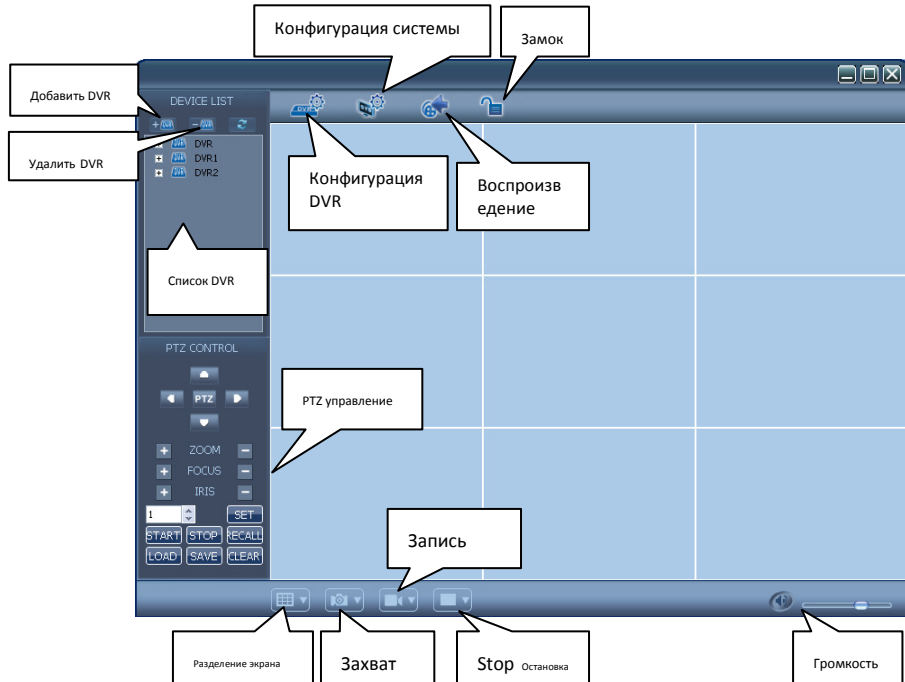 Конфигурация системы
Замок
Добавить DVR
DEVICE LIST
Удалить DVR
DVR
DVR1
DVR2
Конфигурация
DVR
Воспроизв
едение
Список DVR
PTZ CONTROL
PTZ
PTZ управление
ZOOM
FOCUS
IRIS
1
SET
START STOP RECALL
LOAD SAVE CLEAR
Запись
Разделение экрана
Захват
Stop Остановка
Громкость